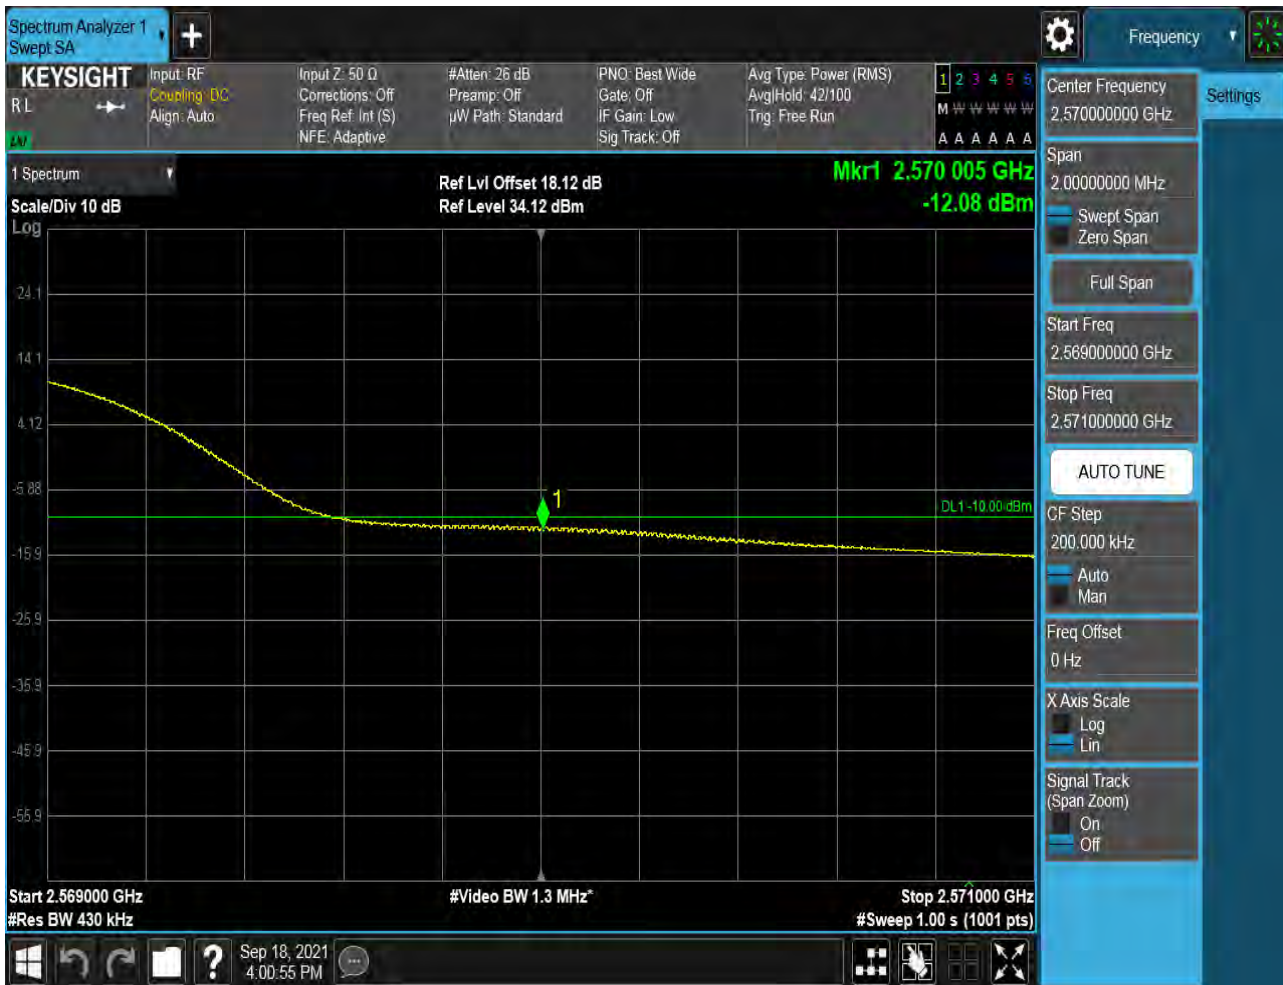 Spectrum Analyzer 1
Swept SA
Frequency
KEYSIGHT
R L
LNI
Input: RF
Coupling: DC
Align: Auto
Input Z: 50 Ω
Corrections: Off
Freq Ref: Int (S)
NFE: Adaptive
#Atten: 26 dB
Preamp: Off
µW Path: Standard
PNO: Best Wide
Gate: Off
IF Gain: Low
Sig Track: Off
Avg Type: Power (RMS)
Avg|Hold: 42/100
Trig: Free Run
1 2 3 4 5 6
M W W W W W
A A A A A A
1 Spectrum
Scale/Div 10 dB
Log
Ref Lvl Offset 18.12 dB
Ref Level 34.12 dBm
Mkr1 2.570 005 GHz
-12.08 dBm
24.1
14.1
4.12
-5.88
-15.9
-25.9
-35.9
-45.9
-55.9
1
DL1 -10.00 dBm
Start 2.569000 GHz
#Res BW 430 kHz
#Video BW 1.3 MHz*
Stop 2.571000 GHz
#Sweep 1.00 s (1001 pts)
Center Frequency
2.570000000 GHz
Span
2.00000000 MHz
Swept Span
Zero Span
Full Span
Start Freq
2.569000000 GHz
Stop Freq
2.571000000 GHz
AUTO TUNE
CF Step
200.000 kHz
Auto
Man
Freq Offset
0 Hz
X Axis Scale
Log
Lin
Signal Track
(Span Zoom)
On
Off
Settings
Sep 18, 2021
4:00:55 PM